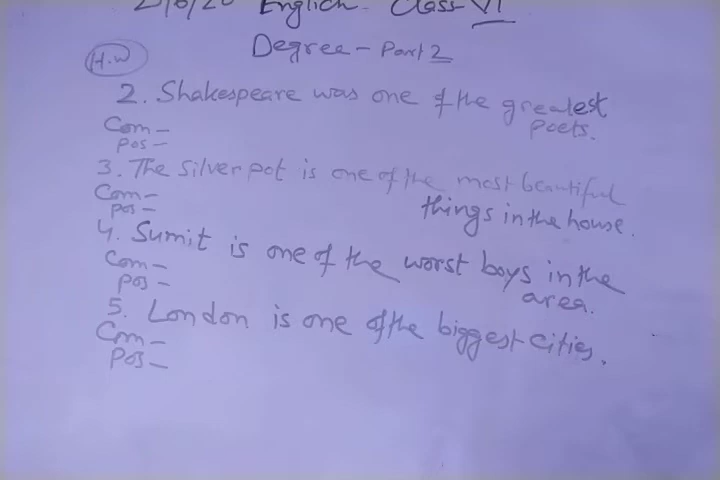 English Class VI
Degree - Part 2
H.W
2. Shakespeare was one of the greatest
poets.
Com -
Pos -
3. The silver pot is one of the most beautiful
things in the house.
Com -
Pos -
4. Sumit is one of the worst boys in the
area.
Com -
Pos -
5. London is one of the biggest cities.
Com -
Pos -